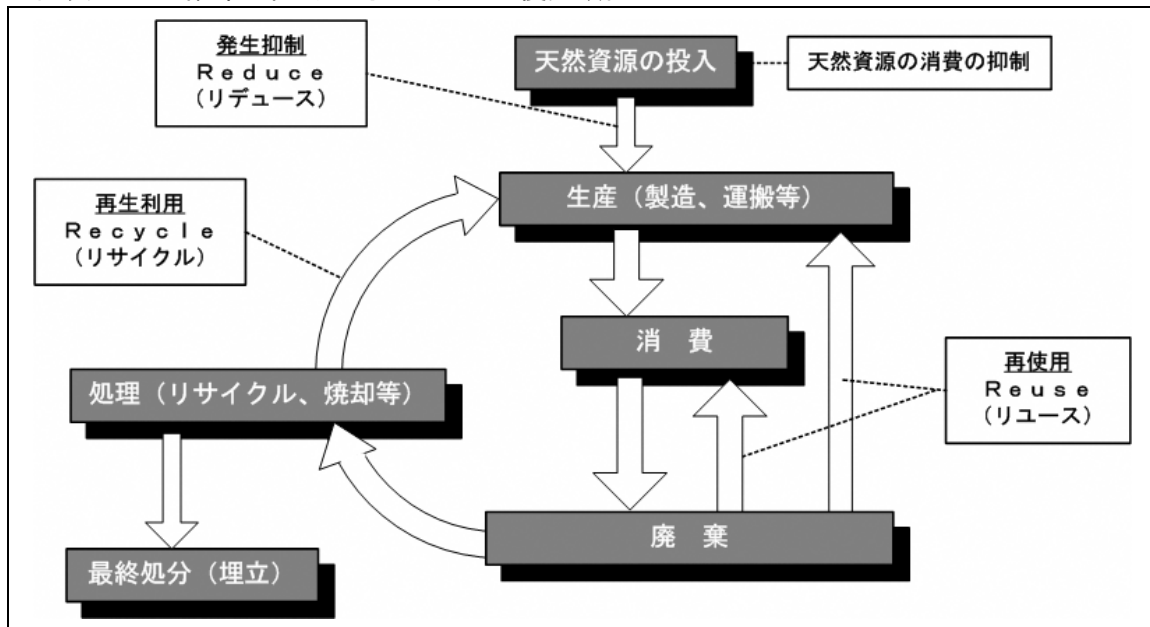 発生抑制
Ｒｅｄｕｃｅ
（リデュース）
天然資源の投入
天然資源の消費の抑制
再生利用
Ｒｅｃｙｃｌｅ
（リサイクル）
生産（製造、運搬等）
消　費
再使用
Ｒｅｕｓｅ
（リユース）
処理（リサイクル、焼却等）
廃　棄
最終処分（埋立）